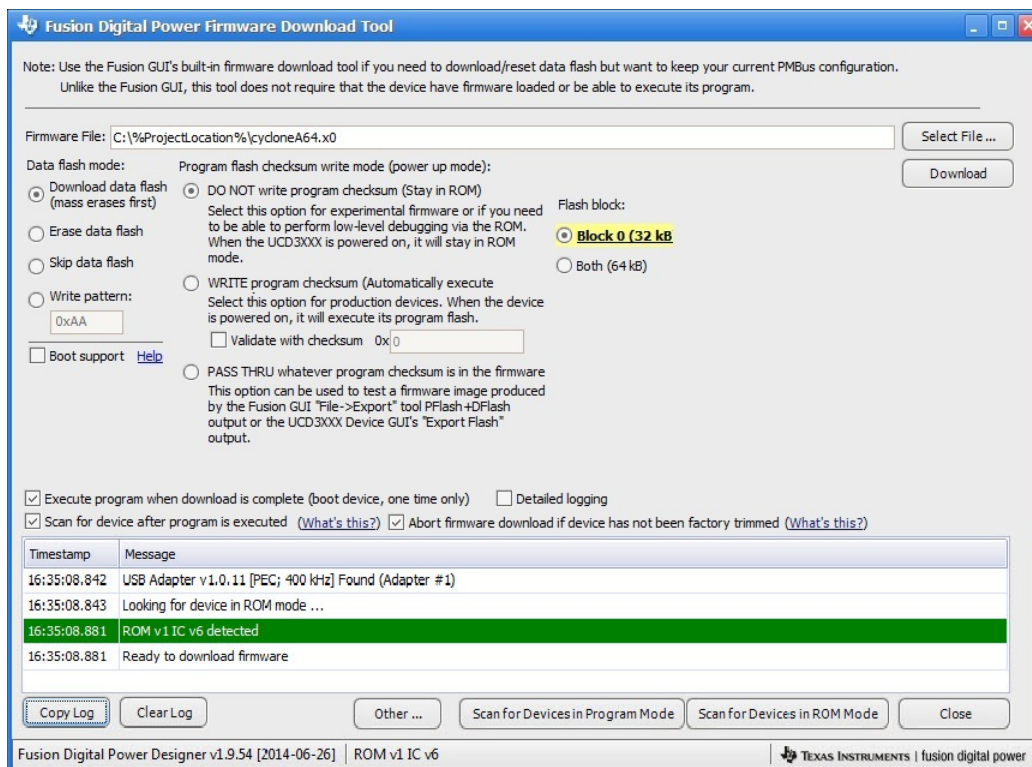 Fusion Digital Power Firmware Download Tool
Note: Use the Fusion GUI's built-in firmware download tool if you need to download/reset data flash but want to keep your current PMBus configuration.
Unlike the Fusion GUI, this tool does not require that the device have firmware loaded or be able to execute its program.
Firmware File: C:\%ProjectLocation%\cycloneA64.x0
Select File ...
Download
Data flash mode:
Download data flash
(mass erases first)
Erase data flash
Skip data flash
Write pattern:
0xAA
Boot support Help
Program flash checksum write mode (power up mode):
DO NOT write program checksum (Stay in ROM)
Select this option for experimental firmware or if you need
to be able to perform low-level debugging via the ROM.
When the UCD3XXX is powered on, it will stay in ROM
mode.
WRITE program checksum (Automatically execute
Select this option for production devices. When the device
is powered on, it will execute its program flash.
Validate with checksum 0x 0
PASS THRU whatever program checksum is in the firmware
This option can be used to test a firmware image produced
by the Fusion GUI "File->Export" tool PFlash+DFlash
output or the UCD3XXX Device GUI's "Export Flash"
output.
Flash block:
Block 0 (32 kB
Both (64 kB)
Execute program when download is complete (boot device, one time only) Detailed logging
Scan for device after program is executed (What's this?) Abort firmware download if device has not been factory trimmed (What's this?)
Timestamp Message
16:35:08.842 USB Adapter v1.0.11 [PEC; 400 kHz] Found (Adapter #1)
16:35:08.843 Looking for device in ROM mode ...
16:35:08.881 ROM v1 IC v6 detected
16:35:08.881 Ready to download firmware
Copy Log Clear Log Other ... Scan for Devices in Program Mode Scan for Devices in ROM Mode Close
Fusion Digital Power Designer v1.9.54 [2014-06-26] ROM v1 IC v6 TEXAS INSTRUMENTS | fusion digital power